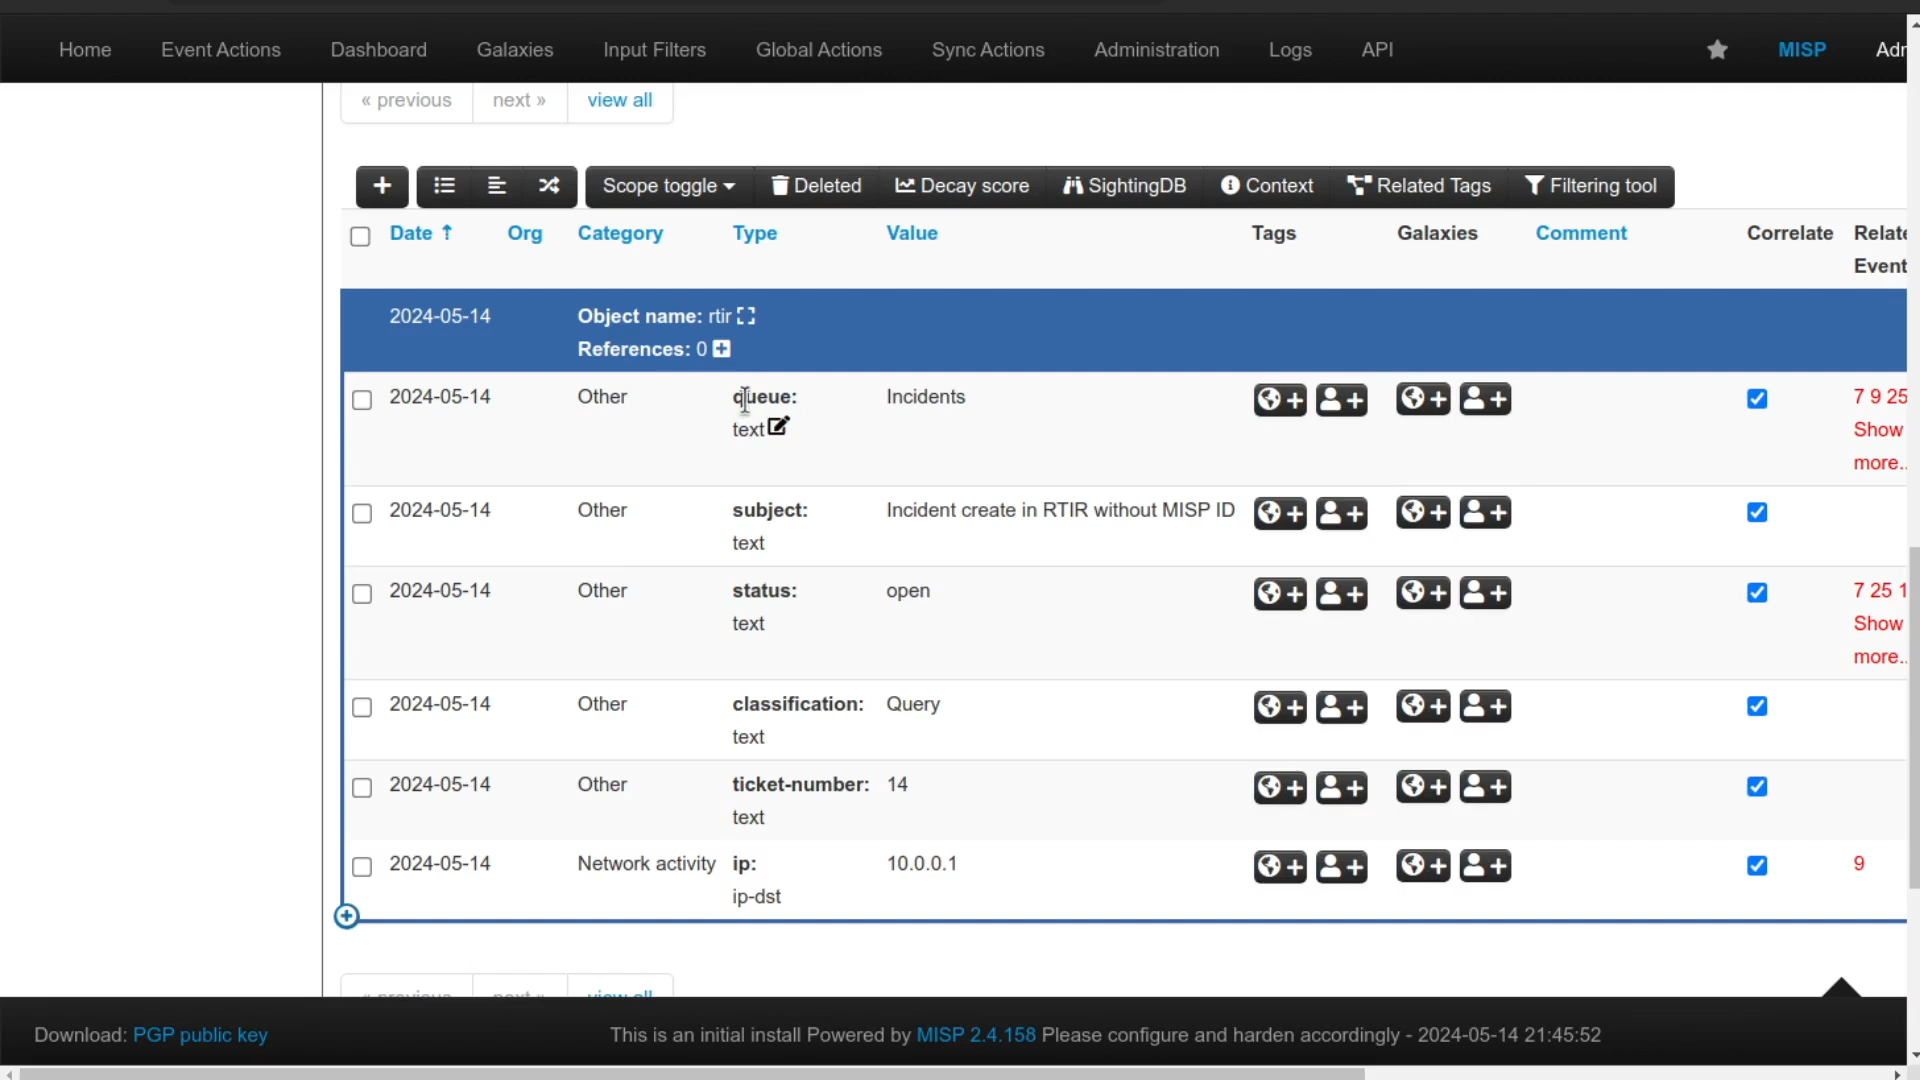 Home Event Actions Dashboard Galaxies Input Filters Global Actions Sync Actions Administration Logs API MISP Adr
« previous next » view all
Scope toggle Deleted Decay score SightingDB Context Related Tags Filtering tool
Date ↑ Org Category Type Value Tags Galaxies Comment Correlate Relate
Event
2024-05-14 Object name: rtir
References: 0
2024-05-14 Other queue: Incidents 7 9 25
text Show
more..
2024-05-14 Other subject: Incident create in RTIR without MISP ID
text
2024-05-14 Other status: open 7 25 1
text Show
more..
2024-05-14 Other classification: Query
text
2024-05-14 Other ticket-number: 14
text
2024-05-14 Network activity ip: 10.0.0.1 9
ip-dst
« previous next » view all
Download: PGP public key This is an initial install Powered by MISP 2.4.158 Please configure and harden accordingly - 2024-05-14 21:45:52